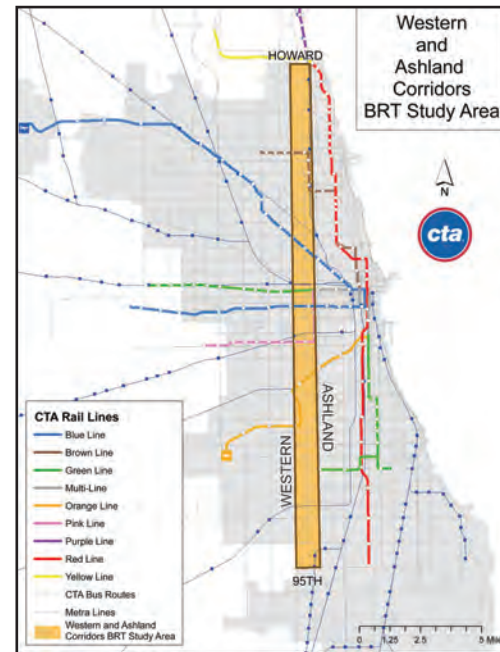 Western
and
Ashland
Corridors
BRT Study Area
HOWARD
N
cta
WESTERN
ASHLAND
95TH
CTA Rail Lines
Blue Line
Brown Line
Green Line
Multi-Line
Orange Line
Pink Line
Purple Line
Red Line
Yellow Line
CTA Bus Routes
Metra Lines
Western and Ashland
Corridors BRT Study Area
0 1.25 2.5 5 Mile